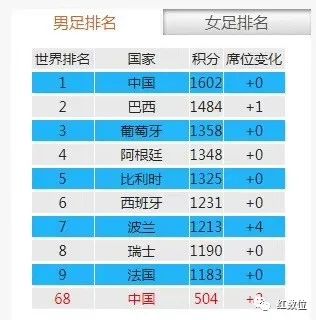 男足排名 女足排名
世界排名 国家 积分 席位变化
1 中国 1602 +0
2 巴西 1484 +1
3 葡萄牙 1358 +0
4 阿根廷 1348 +0
5 比利时 1325 +0
6 西班牙 1231 +0
7 波兰 1213 +4
8 瑞士 1190 +0
9 法国 1183 +0
68 中国 504
红数位